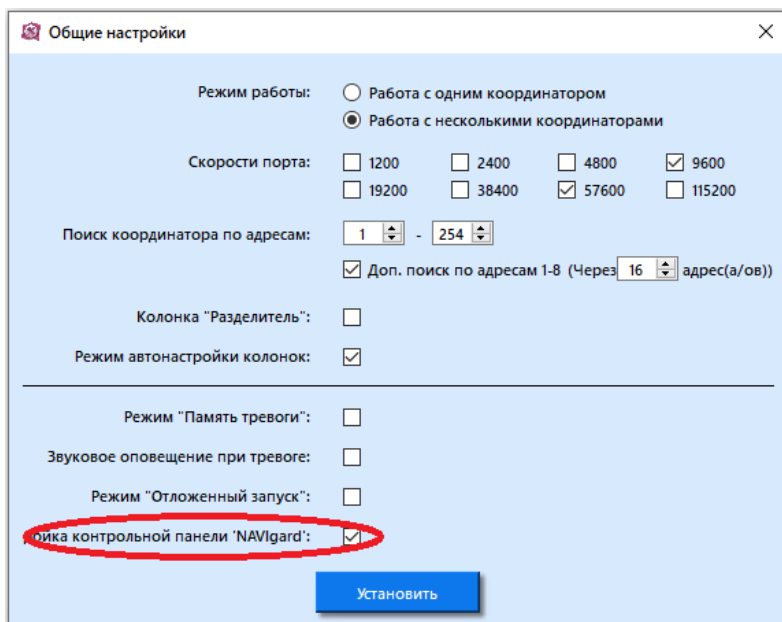 Общие настройки
Режим работы: Работа с одним координатором
Работа с несколькими координаторами
Скорости порта: 1200 2400 4800 9600
19200 38400 57600 115200
Поиск координатора по адресам: 1 - 254
Доп. поиск по адресам 1-8 (Через 16 адрес(а/ов))
Колонка "Разделитель":
Режим автонастройки колонок:
Режим "Память тревоги":
Звуковое оповещение при тревоге:
Режим "Отложенный запуск":
контрольной панели 'NAVIgard':
Установить